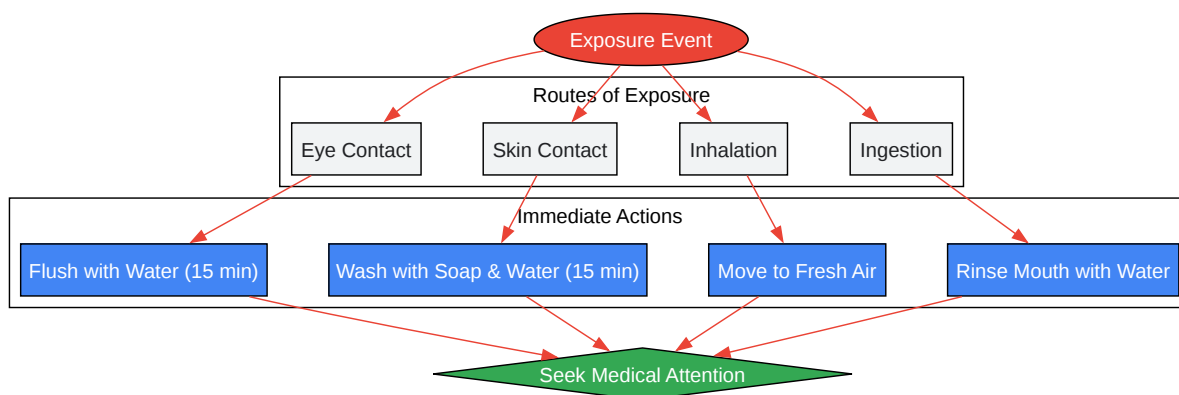 Exposure Event
Routes of Exposure
Eye Contact
Skin Contact
Inhalation
Ingestion
Immediate Actions
Flush with Water (15 min)
Wash with Soap & Water (15 min)
Move to Fresh Air
Rinse Mouth with Water
Seek Medical Attention